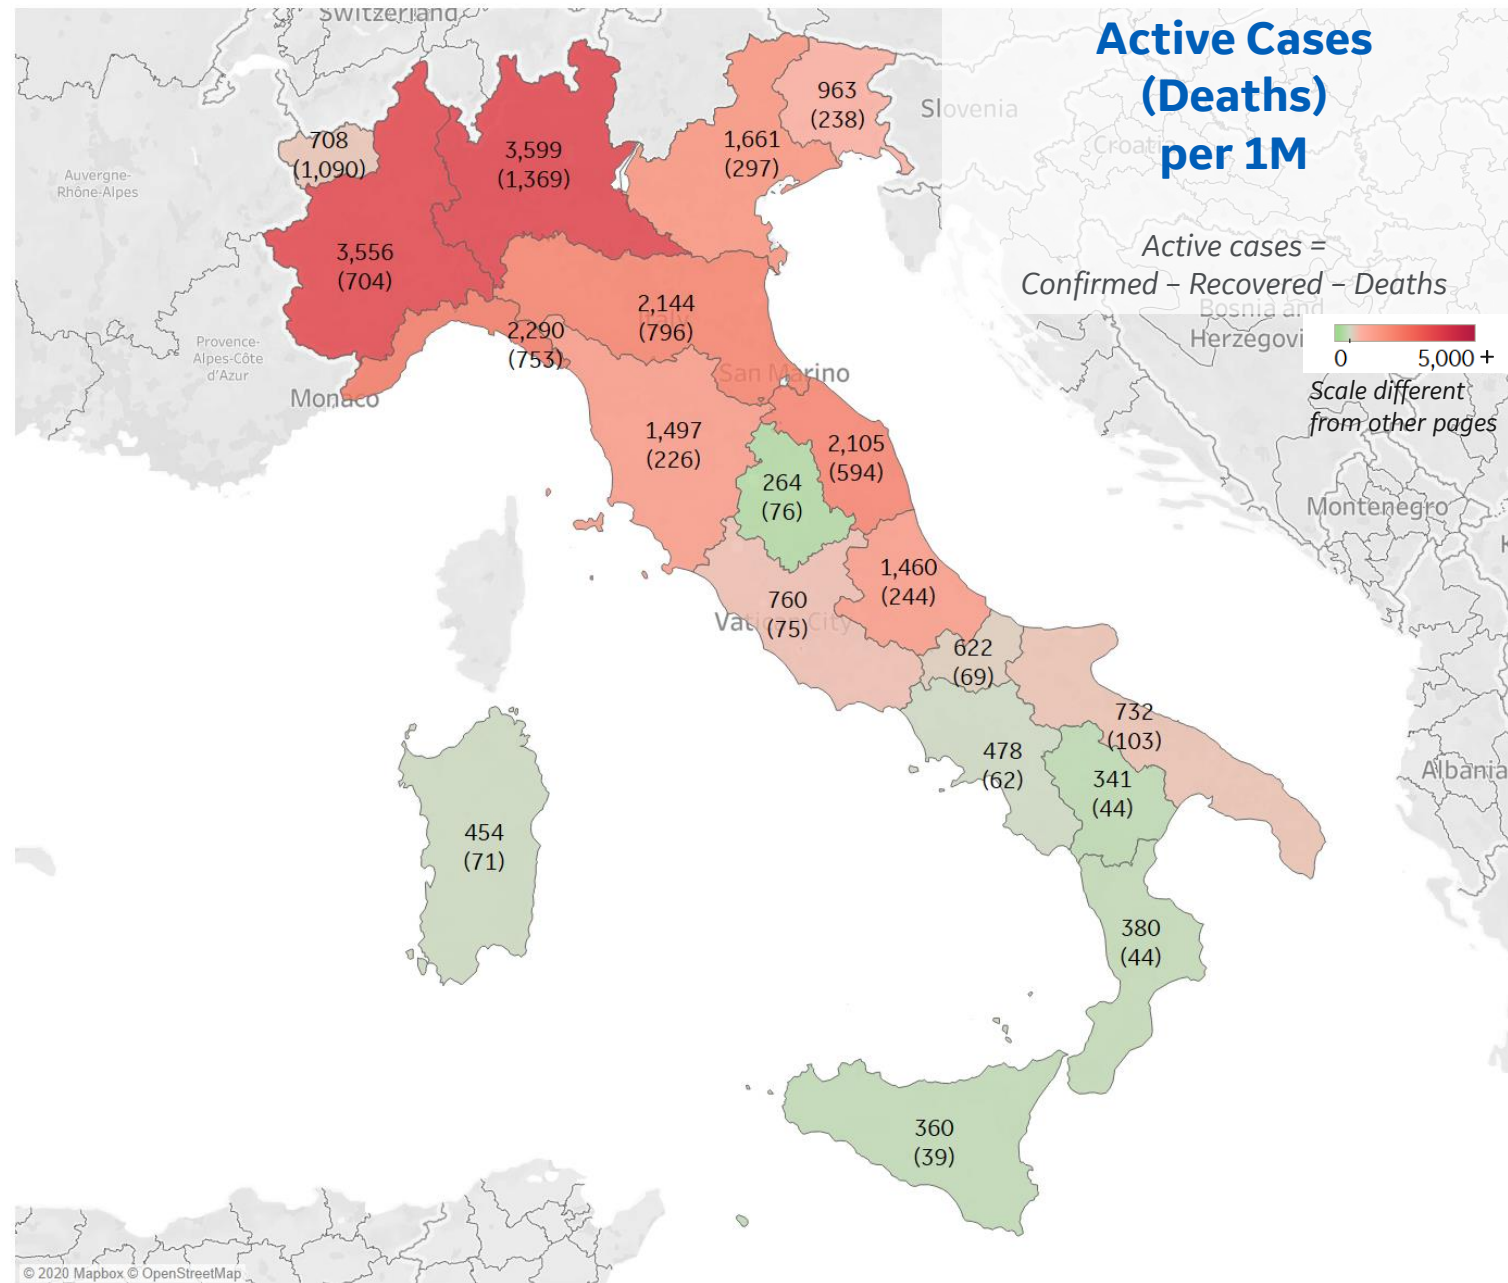 Switzerland
Active Cases
(Deaths)
per 1M
963
(238)
Slovenia
708
(1,090)
3,599
(1,369)
1,661
(297)
Croatia
Auvergne-
Rhône-Alpes
3,556
(704)
Active cases =
Confirmed – Recovered – Deaths
2,144
(796)
Italy
Bosnia and
Herzegovi
0
5,000 +
Scale different
from other pages
2,290
(753)
Provence-
Alpes-Côte
d'Azur
San Marino
Monaco
1,497
(226)
2,105
(594)
264
(76)
Montenegro
1,460
(244)
760
(75)
Vatican City
622
(69)
732
(103)
478
(62)
341
(44)
Albania
454
(71)
380
(44)
360
(39)
© 2020 Mapbox © OpenStreetMap